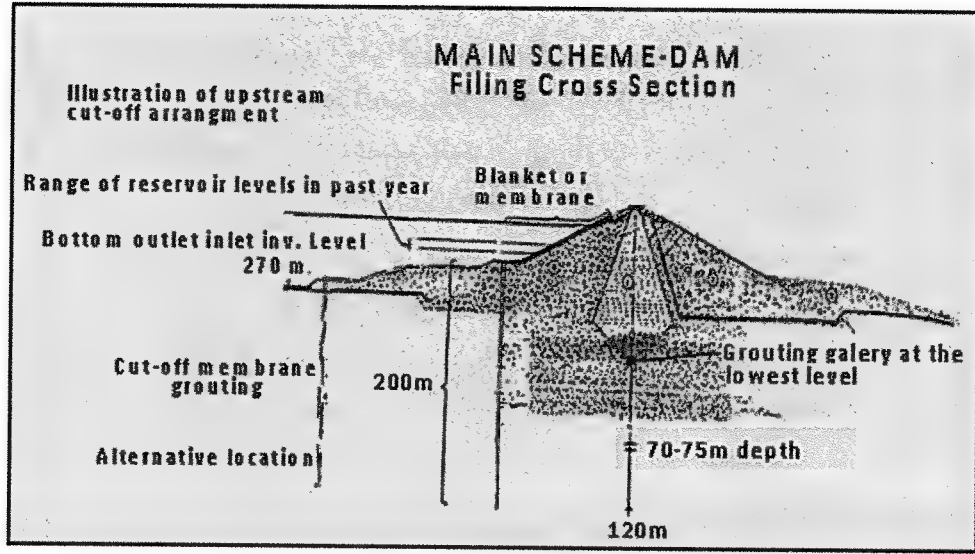 MAIN SCHEME-DAM
Filing Cross Section
Illustration of upstream
cut-off arrangment
Range of reservoir levels in past year
Blanket or
membrane
Bottom outlet inlet inv. Level
270 m.
Cut-off membrane
grouting
200m
Grouting galery at the
lowest level
Alternative location
70-75m depth
120m